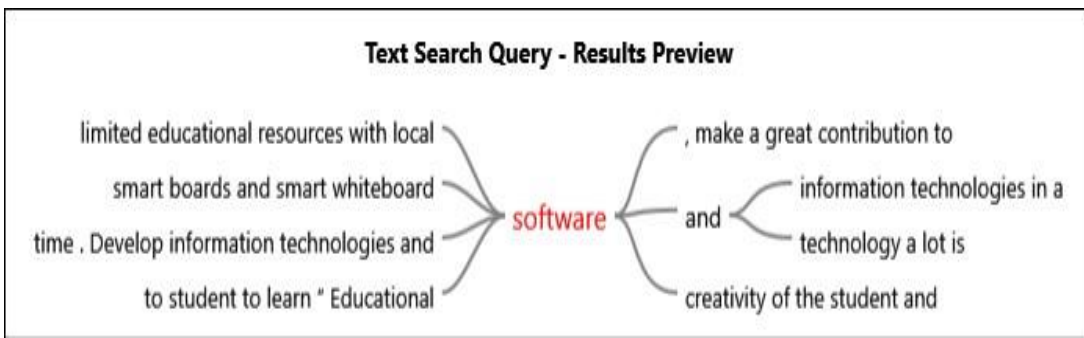 Text Search Query - Results Preview
limited educational resources with local
smart boards and smart whiteboard
time . Develop information technologies and
to student to learn " Educational
software
, make a great contribution to
and
information technologies in a
technology a lot is
creativity of the student and